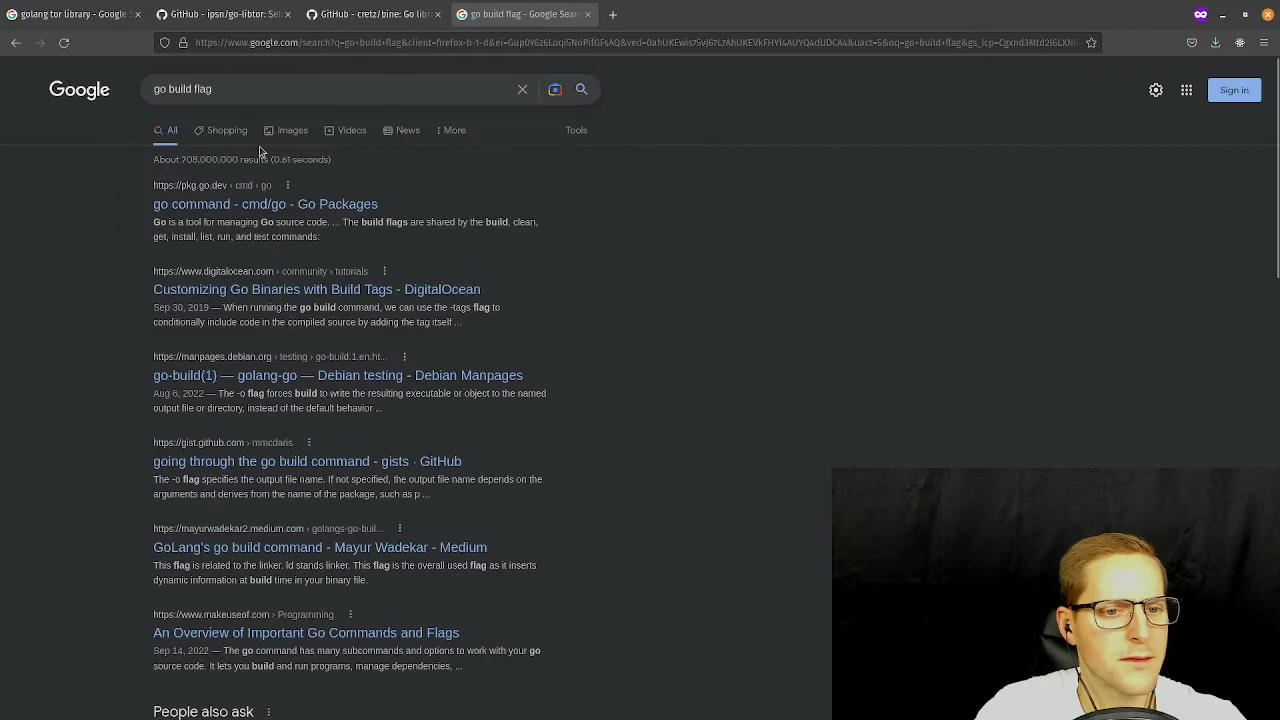 golang tor library - Google S
GitHub - ipsn/go-libtor: Set
GitHub - cretz/bine: Go lib
go build flag - Google Sear
Google
go build flag
Sign in
All
Shopping
Images
Videos
News
More
Tools
About 708,000,000 results (0.61 seconds)
https://pkg.go.dev › cmd › go
go command - cmd/go - Go Packages
Go is a tool for managing Go source code. ... The build flags are shared by the build, clean,
get, install, list, run, and test commands:
https://www.digitalocean.com › community › tutorials
Customizing Go Binaries with Build Tags - DigitalOcean
Sep 30, 2019 — When running the go build command, we can use the -tags flag to
conditionally include code in the compiled source by adding the tag itself ...
https://manpages.debian.org › testing › go-build.1.en.ht...
go-build(1) — golang-go — Debian testing - Debian Manpages
Aug 6, 2022 — The -o flag forces build to write the resulting executable or object to the named
output file or directory, instead of the default behavior ...
https://gist.github.com › mmcdaris
going through the go build command - gists · GitHub
The -o flag specifies the output file name. If not specified, the output file name depends on the
arguments and derives from the name of the package, such as p ...
https://mayurwadekar2.medium.com › golangs-go-buil...
GoLang's go build command - Mayur Wadekar - Medium
This flag is related to the linker. ld stands linker. This flag is the overall used flag as it inserts
dynamic information at build time in your binary file.
https://www.makeuseof.com › Programming
An Overview of Important Go Commands and Flags
Sep 14, 2022 — The go command has many subcommands and options to work with your go
source code. It lets you build and run programs, manage dependencies, ...
People also ask